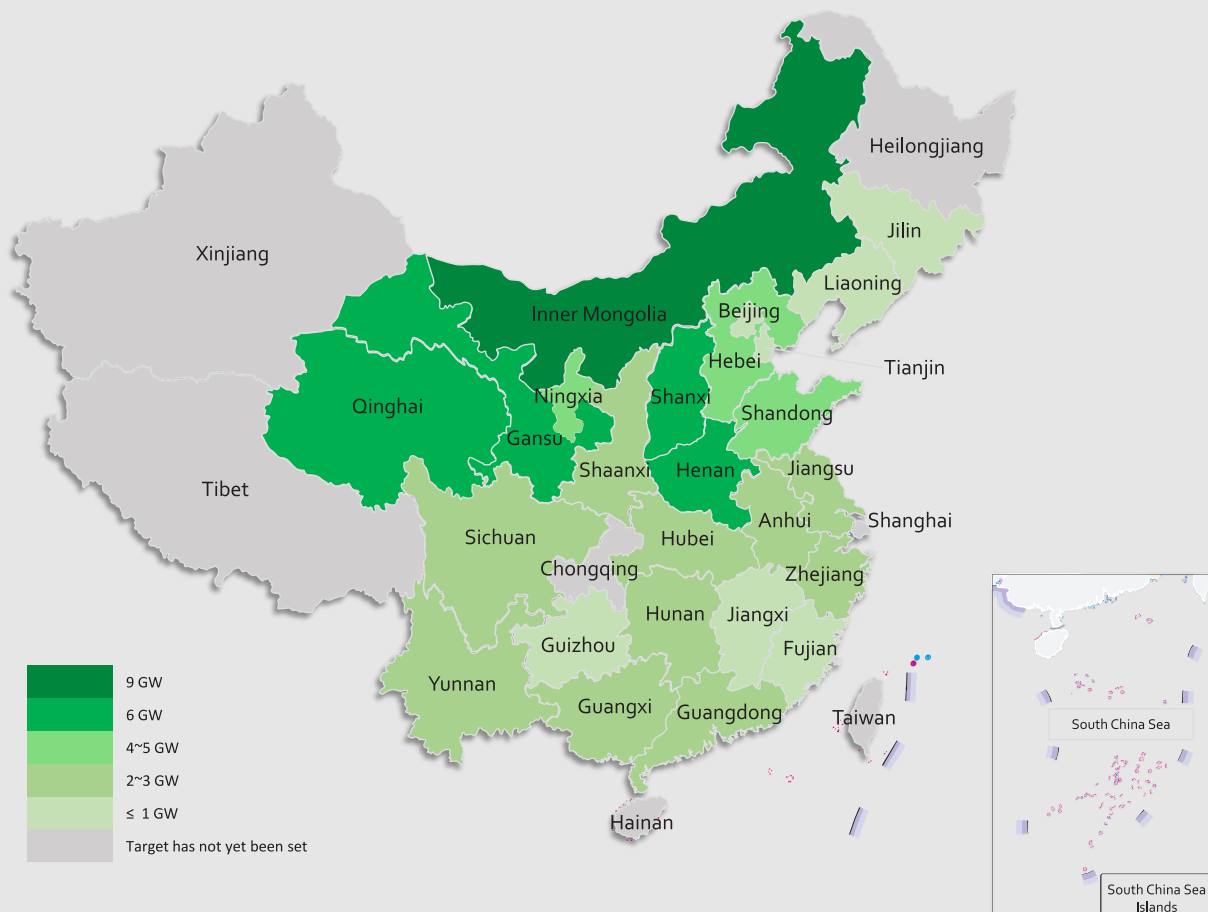 Heilongjiang
Jilin
Xinjiang
Liaoning
Inner Mongolia
Beijing
Hebei
Tianjin
Ningxia
Shanxi
Qinghai
Shandong
Gansu
Shaanxi
Henan
Jiangsu
Tibet
Anhui
Shanghai
Sichuan
Hubei
Chongqing
Zhejiang
Hunan
Jiangxi
Guizhou
Fujian
Yunnan
Guangxi
Guangdong
Taiwan
Hainan
9 GW
6 GW
4~5 GW
2~3 GW
≤ 1 GW
Target has not yet been set
South China Sea
South China Sea
Islands